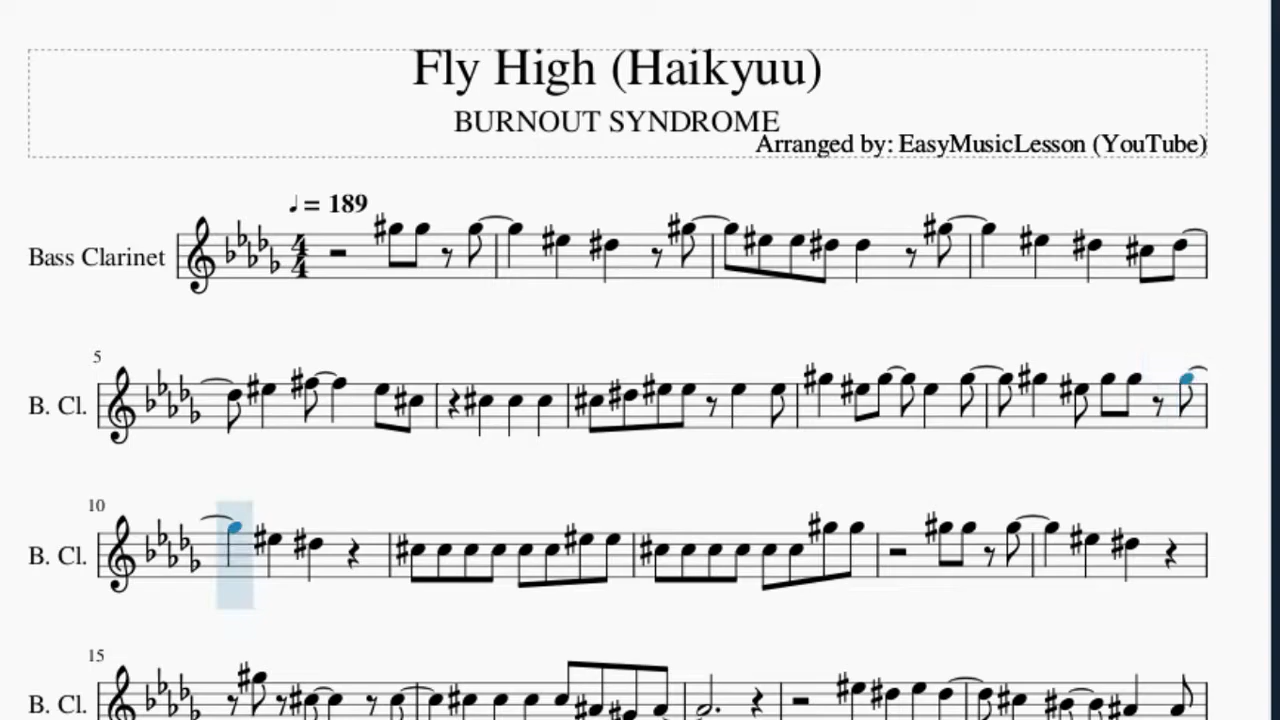 Fly High (Haikyuu)
BURNOUT SYNDROME
Arranged by: EasyMusicLesson (YouTube)
♩ = 189
Bass Clarinet
4
4
5
B. Cl.
10
B. Cl.
15
B. Cl.